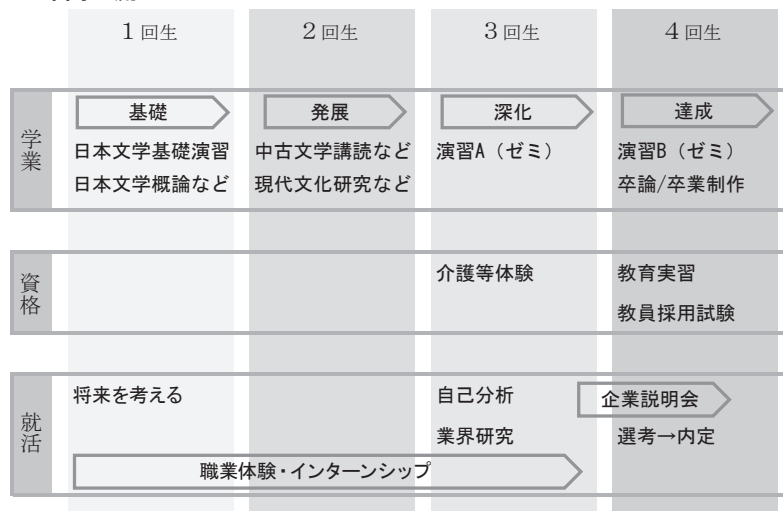 1回生 2回生 3回生 4回生
学業
基礎 発展 深化 達成
日本文学基礎演習 中古文学講読など 演習A（ゼミ） 演習B（ゼミ）
日本文学概論など 現代文化研究など 卒論/卒業制作
資格
介護等体験 教育実習
教員採用試験
就活
将来を考える 自己分析 企業説明会
業界研究 選考→内定
職業体験・インターンシップ